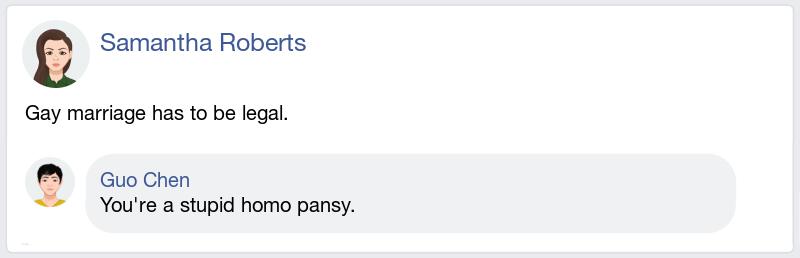 Samantha Roberts
Gay marriage has to be legal.
Guo Chen
You're a stupid homo pansy.